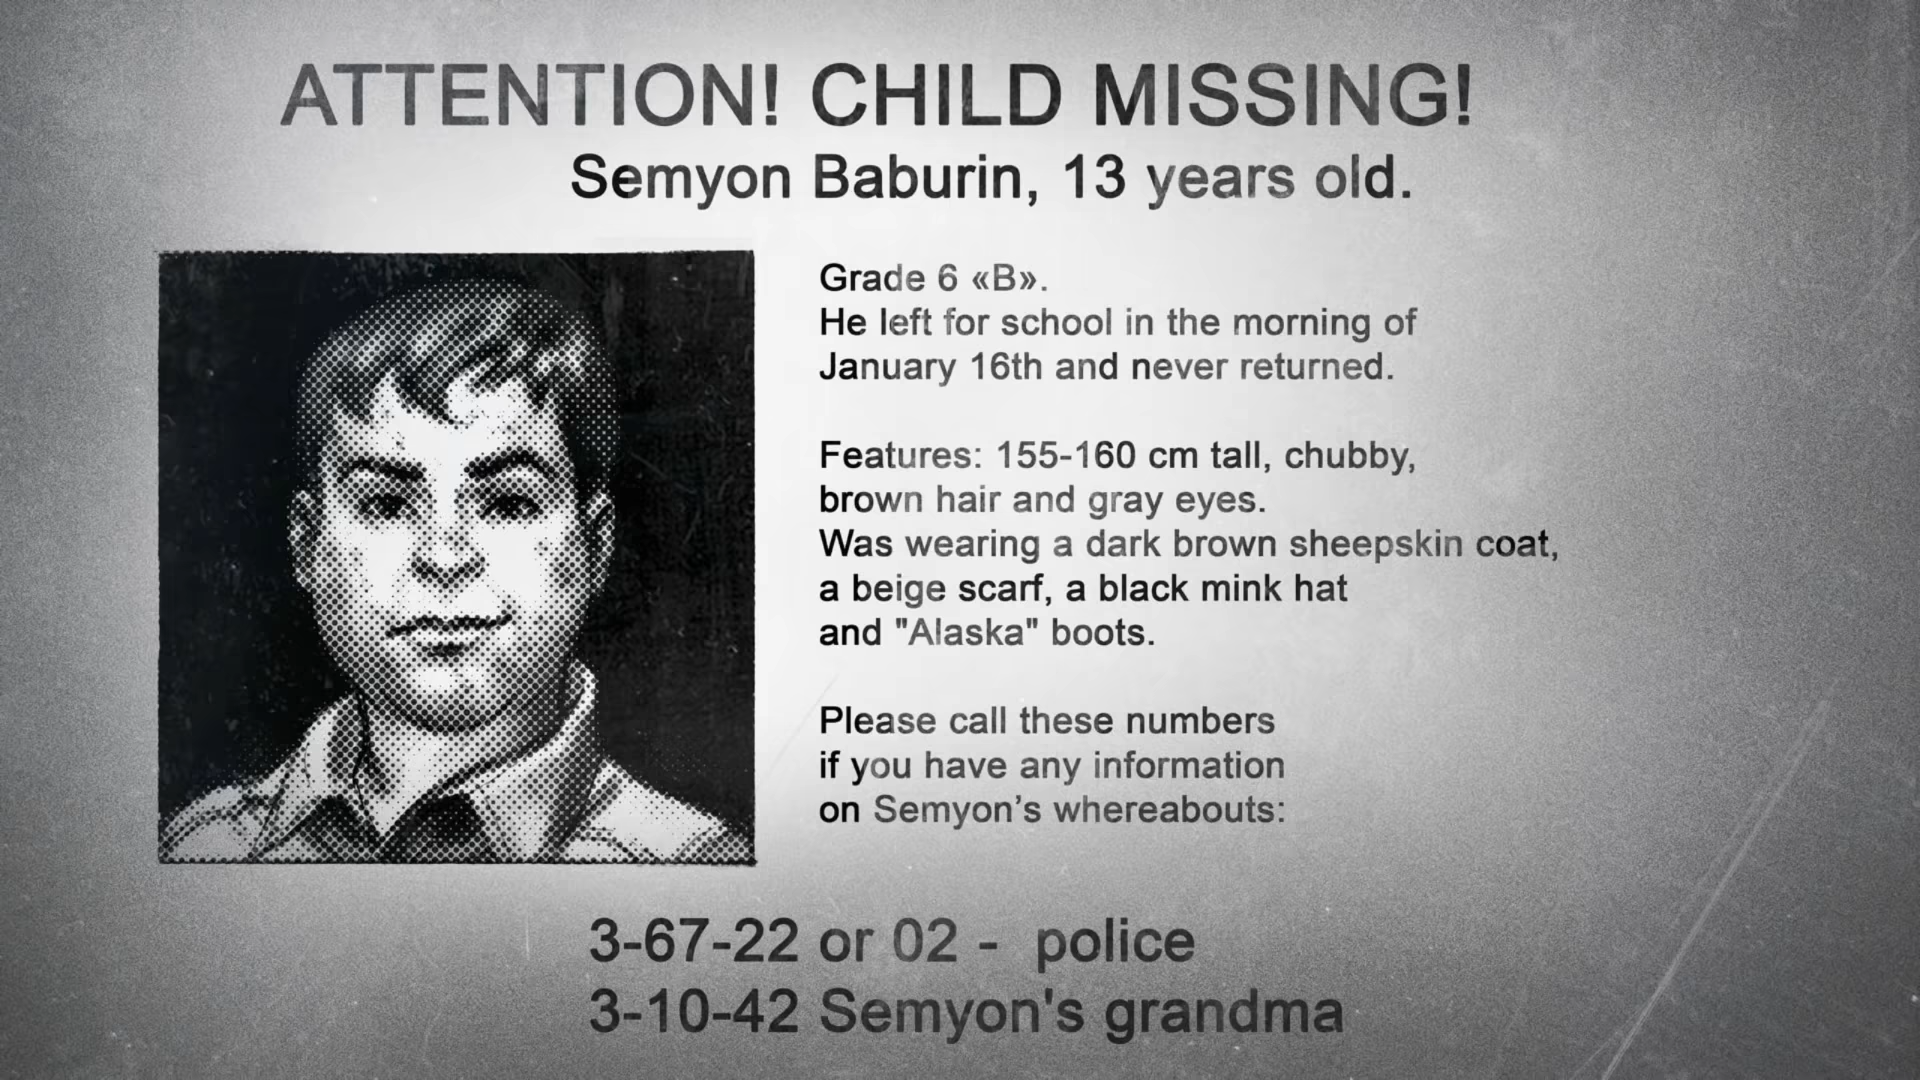 ATTENTION! CHILD MISSING!
Semyon Baburin, 13 years old.
Grade 6 «B».
He left for school in the morning of
January 16th and never returned.
Features: 155-160 cm tall, chubby,
brown hair and gray eyes.
Was wearing a dark brown sheepskin coat,
a beige scarf, a black mink hat
and "Alaska" boots.
Please call these numbers
if you have any information
on Semyon’s whereabouts:
3-67-22 or 02 - police
3-10-42 Semyon's grandma